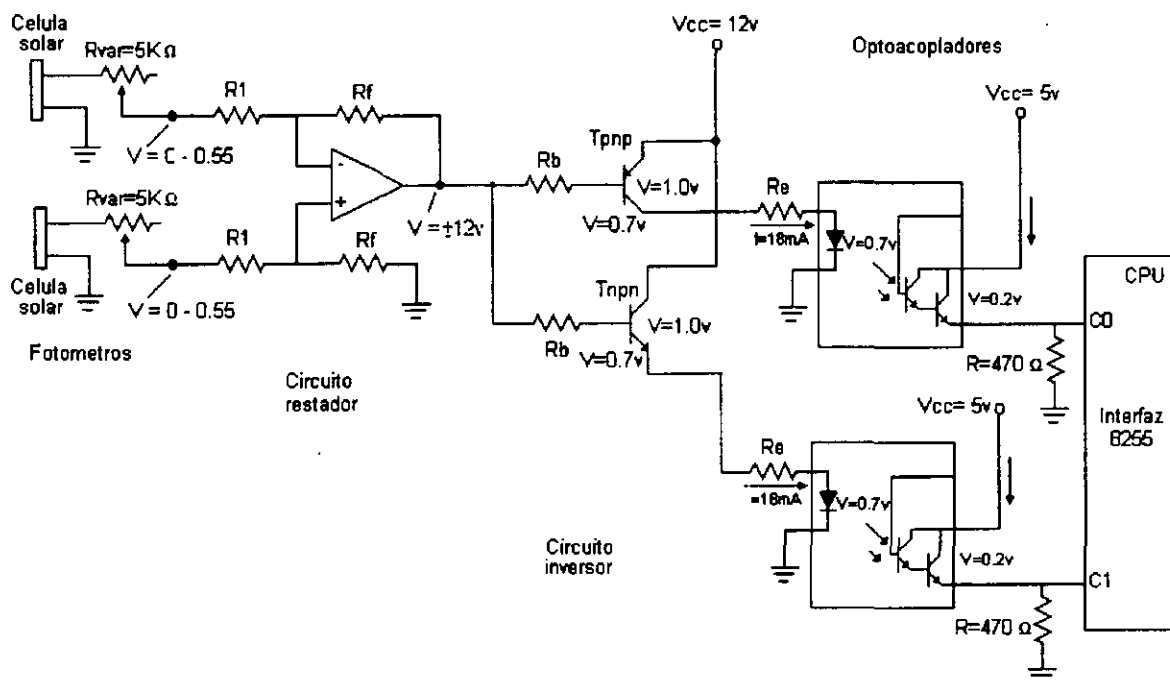 Celula
solar
Rvar=5K Ω
R1
Rf
V = 0 - 0.55
Rvar=5K Ω
R1
Rf
V = 0 - 0.55
Celula
solar
Fotometros
Circuito
restador
-
+
V = ±12v
Vcc= 12v
Rb
Tpnp
V=1.0v
V=0.7v
Rb
Tnpn
V=1.0v
V=0.7v
Circuito
inversor
Optoacopladores
Vcc= 5v
Re
I=18mA
V=0.7v
V=0.2v
R=470 Ω
Vcc= 5v
Re
=18mA
V=0.7v
V=0.2v
R=470 Ω
CPU
C0
Interfaz
8255
C1